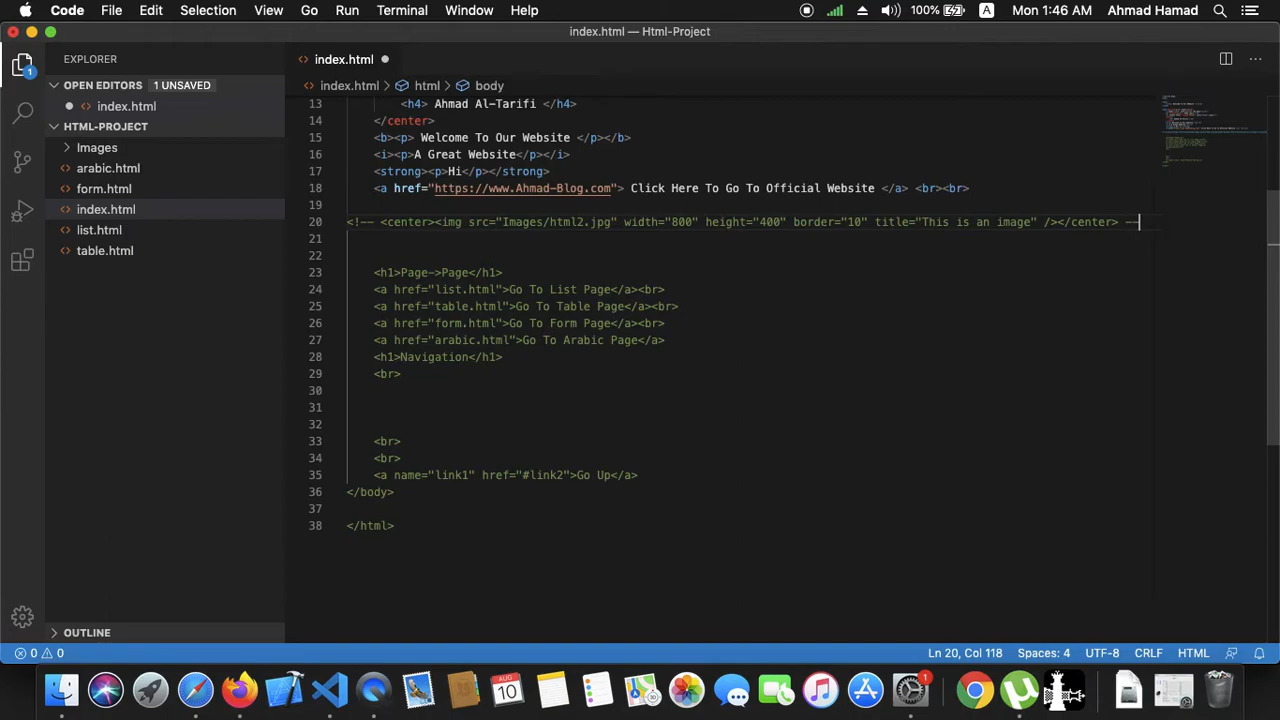 Code File Edit Selection View Go Run Terminal Window Help 100% A Mon 1:46 AM Ahmad Hamad
index.html — Html-Project
EXPLORER
OPEN EDITORS 1 UNSAVED
index.html
HTML-PROJECT
Images
arabic.html
form.html
index.html
list.html
table.html
OUTLINE
1
index.html
index.html > html > body
13 <h4> Ahmad Al-Tarifi </h4>
14 </center>
15 <b><p> Welcome To Our Website </p></b>
16 <i><p>A Great Website</p></i>
17 <strong><p>Hi</p></strong>
18 <a href="https://www.Ahmad-Blog.com"> Click Here To Go To Official Website </a> <br><br>
19
20 <!-- <center><img src="Images/html2.jpg" width="800" height="400" border="10" title="This is an image" /></center> --
21
22
23 <h1>Page->Page</h1>
24 <a href="list.html">Go To List Page</a><br>
25 <a href="table.html">Go To Table Page</a><br>
26 <a href="form.html">Go To Form Page</a><br>
27 <a href="arabic.html">Go To Arabic Page</a>
28 <h1>Navigation</h1>
29 <br>
30
31
32
33 <br>
34 <br>
35 <a name="link1" href="#link2">Go Up</a>
36 </body>
37
38 </html>
0 0 Ln 20, Col 118 Spaces: 4 UTF-8 CRLF HTML
AUG
10
1